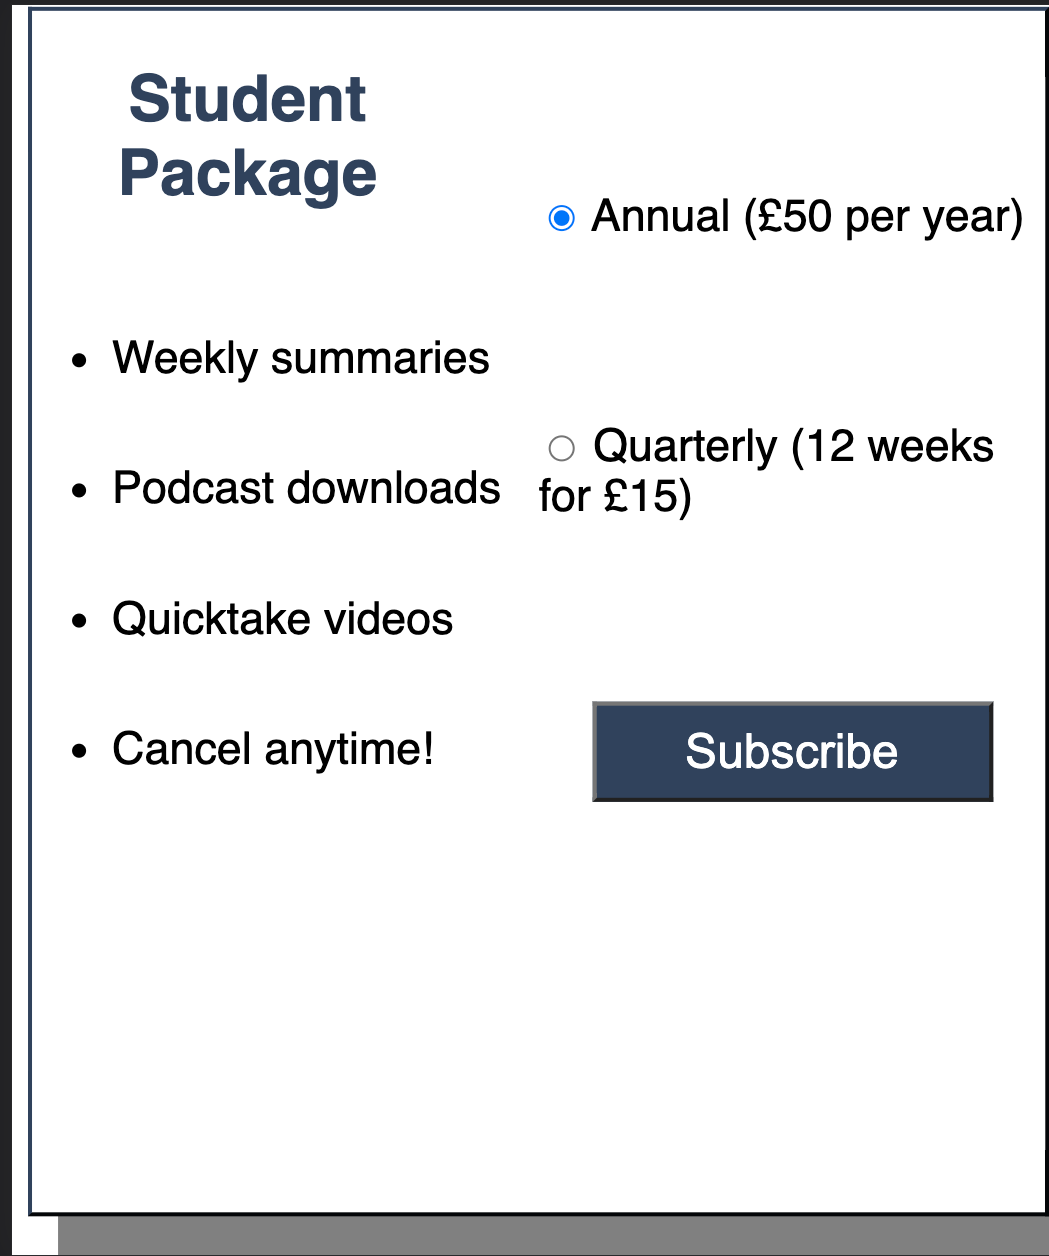 Student
Package
• Weekly summaries
• Podcast downloads
• Quicktake videos
• Cancel anytime!
Annual (£50 per year)
Quarterly (12 weeks
for £15)
Subscribe